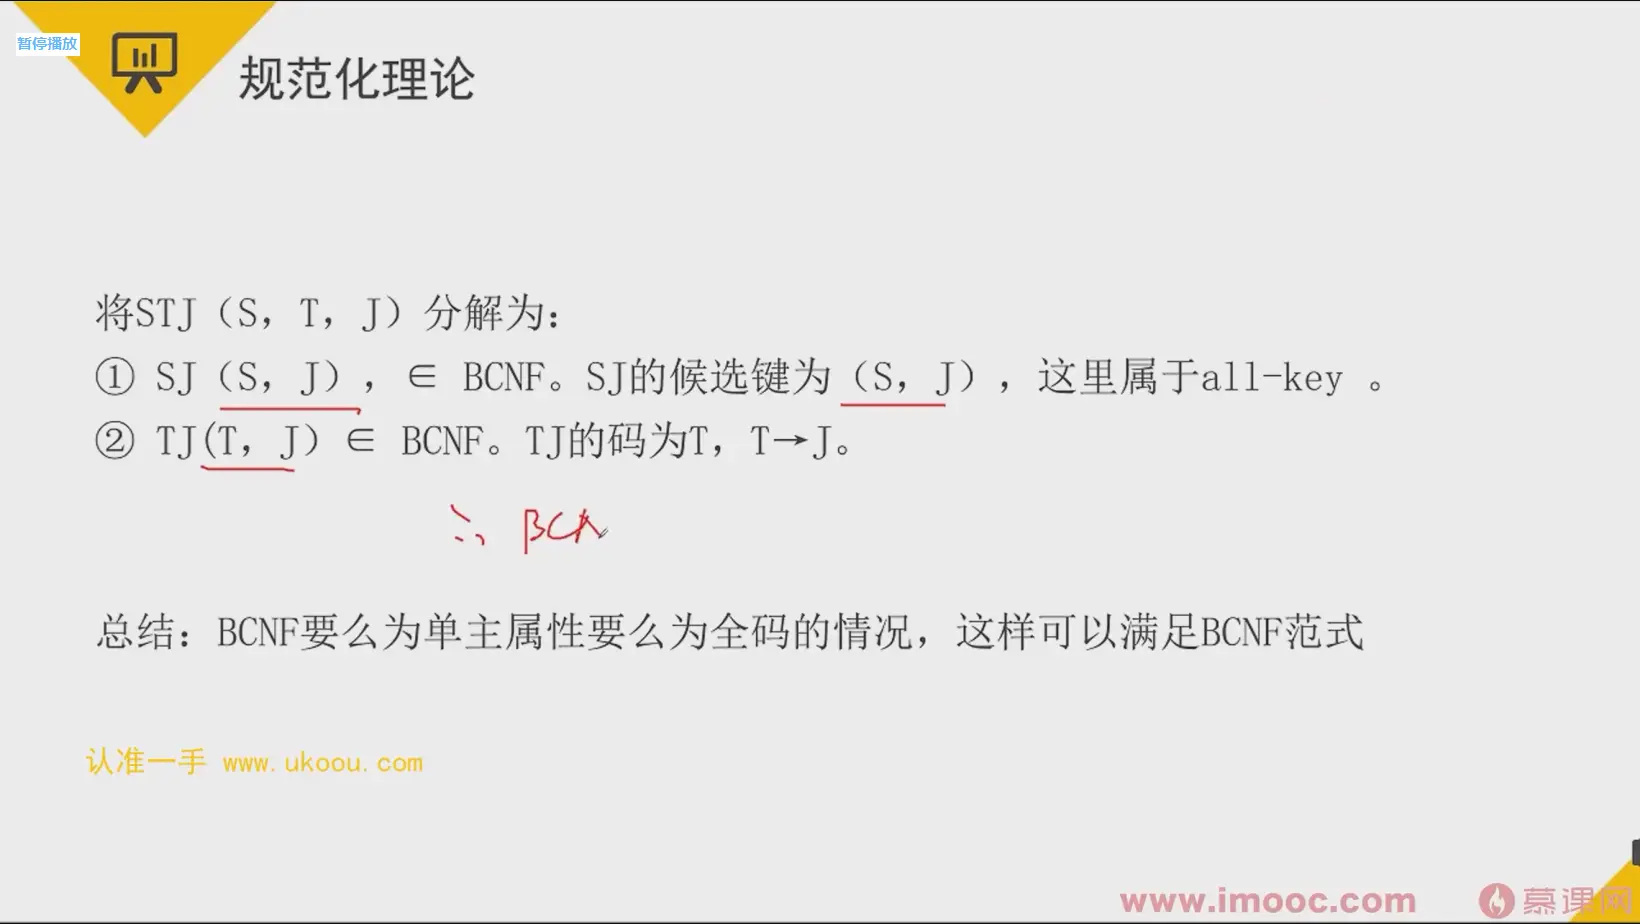 暂停播放
规范化理论
将STJ（S，T，J）分解为：
① SJ（S，J），∈ BCNF。SJ的候选键为（S，J），这里属于all-key 。
② TJ(T，J）∈ BCNF。TJ的码为T，T→J。
∴ BCN
总结：BCNF要么为单主属性要么为全码的情况，这样可以满足BCNF范式
认准一手 www.ukoou.com
www.imooc.com 慕课网